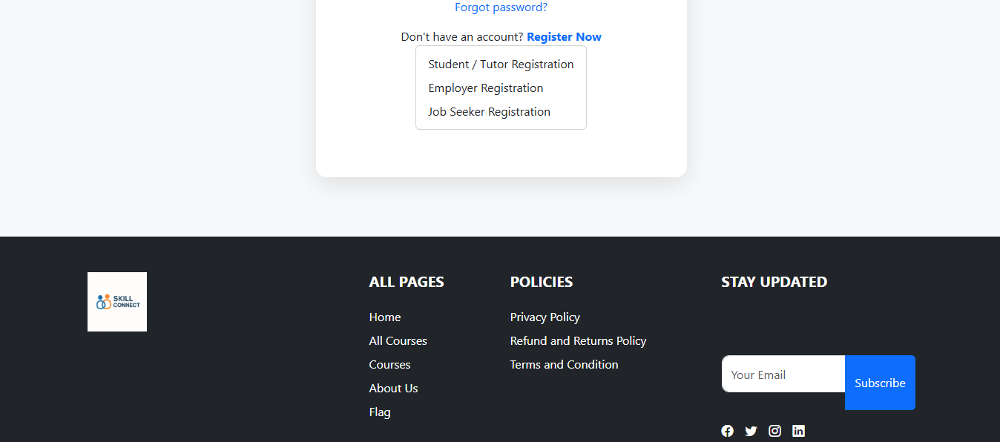 Forgot password?
Don't have an account? Register Now
Student / Tutor Registration
Employer Registration
Job Seeker Registration
SKILL
CONNECT
ALL PAGES
Home
All Courses
Courses
About Us
Flag
POLICIES
Privacy Policy
Refund and Returns Policy
Terms and Condition
STAY UPDATED
Your Email
Subscribe